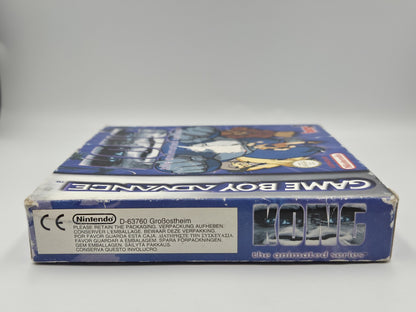 GAME BOY ADVANCE
CE Nintendo D-63760 Großostheim
PLEASE RETAIN THE PACKAGING. VERPACKUNG AUFHEBEN.
CONSERVER L'EMBALLAGE. BEWAAR DEZE VERPAKKING.
POR FAVOR GUARDA ESTA CAJA. ΔΙΑΤΗΡΗΣΤΕ ΤΗΝ ΣΥΣΚΕΥΑΣΙΑ.
FAVOR GUARDAR A EMBALAGEM. SPARA FÖRPACKNINGEN.
GEM EMBALLAGEN. SÄILYTÄ PAKKAUS.
CONSERVA QUESTO INVOLUCRO.
KONG
the animated series